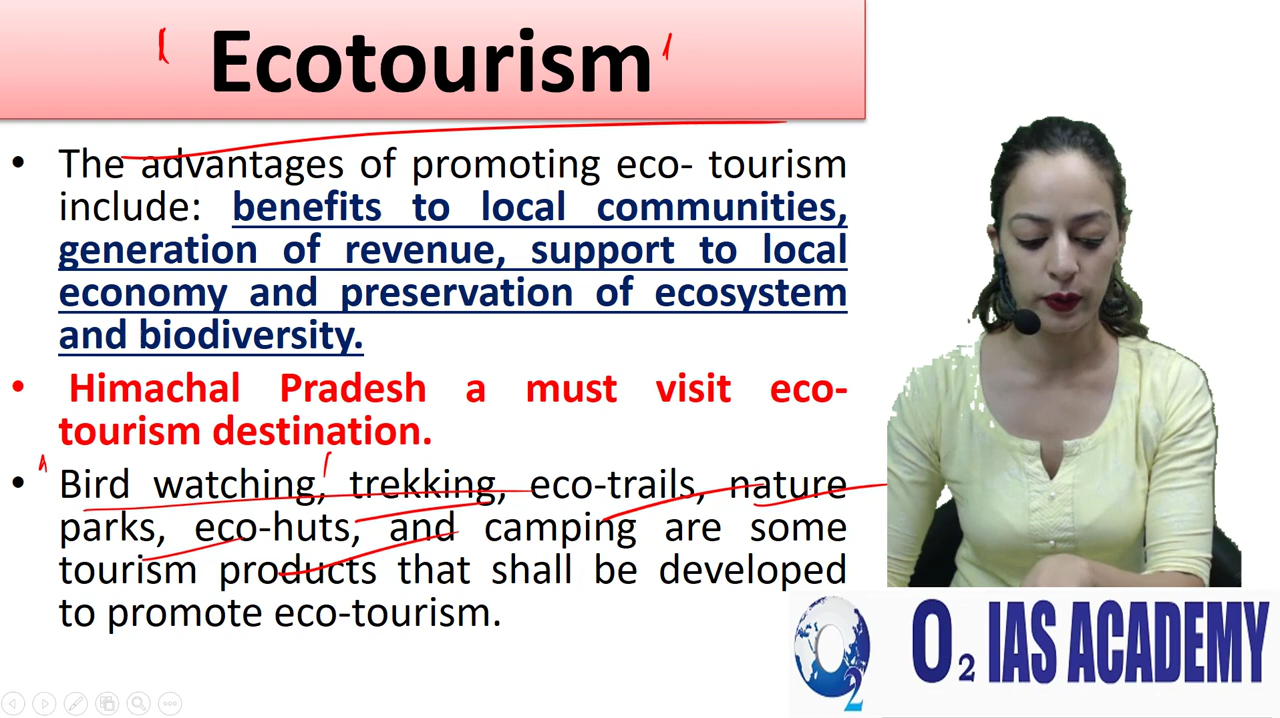 Ecotourism
• The advantages of promoting eco- tourism
include: benefits to local communities,
generation of revenue, support to local
economy and preservation of ecosystem
and biodiversity.
• Himachal Pradesh a must visit eco-
tourism destination.
• Bird watching, trekking, eco-trails, nature
parks, eco-huts, and camping are some
tourism products that shall be developed
to promote eco-tourism.
O2
O2 IAS ACADEMY